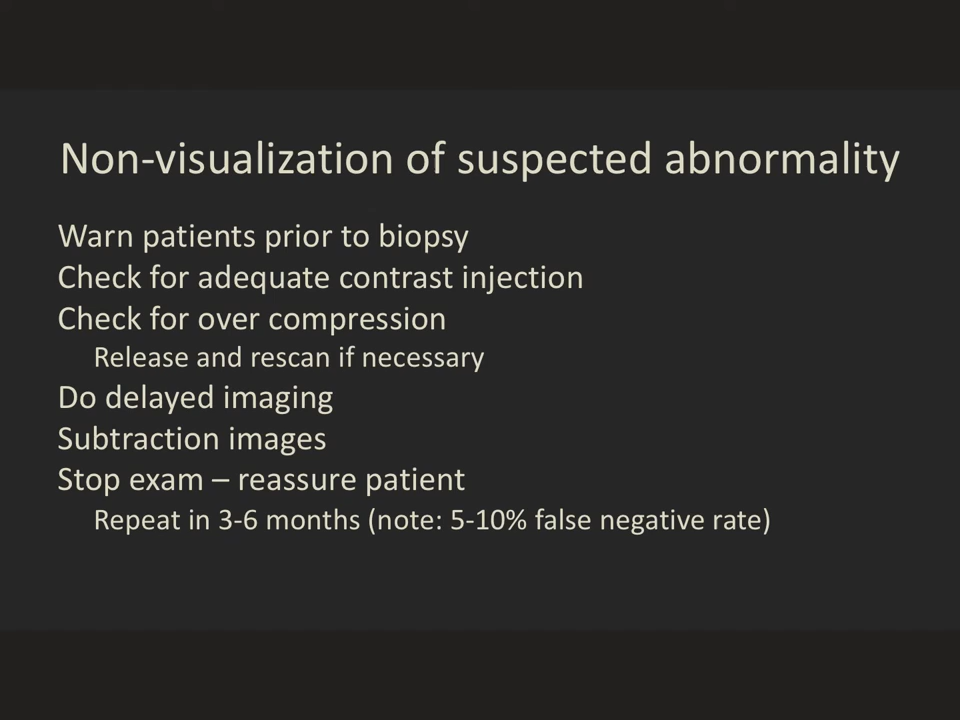 Non-visualization of suspected abnormality
Warn patients prior to biopsy
Check for adequate contrast injection
Check for over compression
Release and rescan if necessary
Do delayed imaging
Subtraction images
Stop exam – reassure patient
Repeat in 3-6 months (note: 5-10% false negative rate)